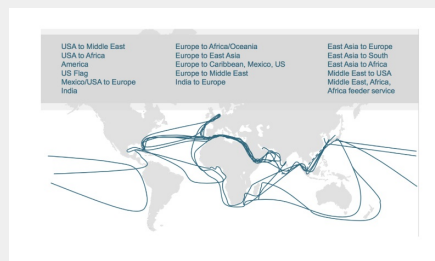 USA to Middle East
USA to Africa
America
US Flag
Mexico/USA to Europe
India
Europe to Africa/Oceania
Europe to East Asia
Europe to Caribbean, Mexico, US
Europe to Middle East
India to Europe
East Asia to Europe
East Asia to South
East Asia to Africa
Middle East to USA
Middle East, Africa,
Africa feeder service